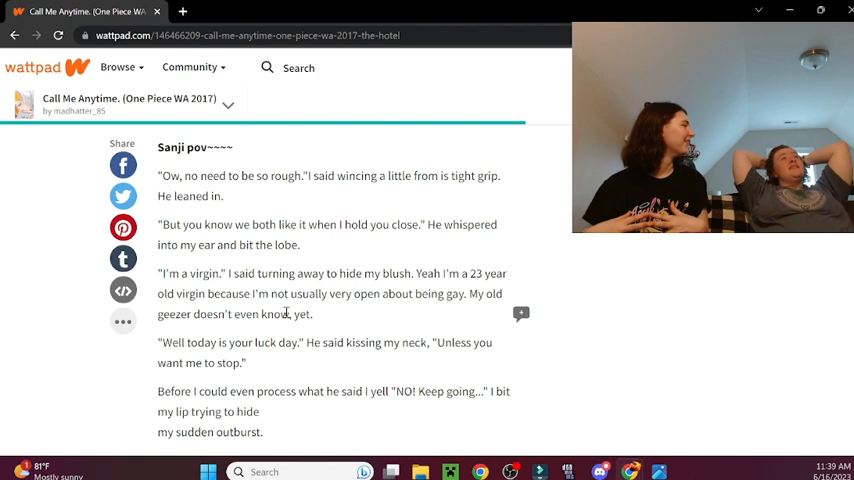 Call Me Anytime. (One Piece WA
wattpad.com/146466209-call-me-anytime-one-piece-wa-2017-the-hotel
wattpad Browse Community Search
Call Me Anytime. (One Piece WA 2017)
by madhatter_85
Share
Sanji pov~~~~
"Ow, no need to be so rough."I said wincing a little from is tight grip.
He leaned in.
"But you know we both like it when I hold you close." He whispered
into my ear and bit the lobe.
"I'm a virgin." I said turning away to hide my blush. Yeah I'm a 23 year
old virgin because I'm not usually very open about being gay. My old
geezer doesn't even know, yet.
"Well today is your luck day." He said kissing my neck, "Unless you
want me to stop."
Before I could even process what he said I yell "NO! Keep going..." I bit
my lip trying to hide
my sudden outburst.
81°F
Mostly sunny
Search
11:39 AM
6/16/2023